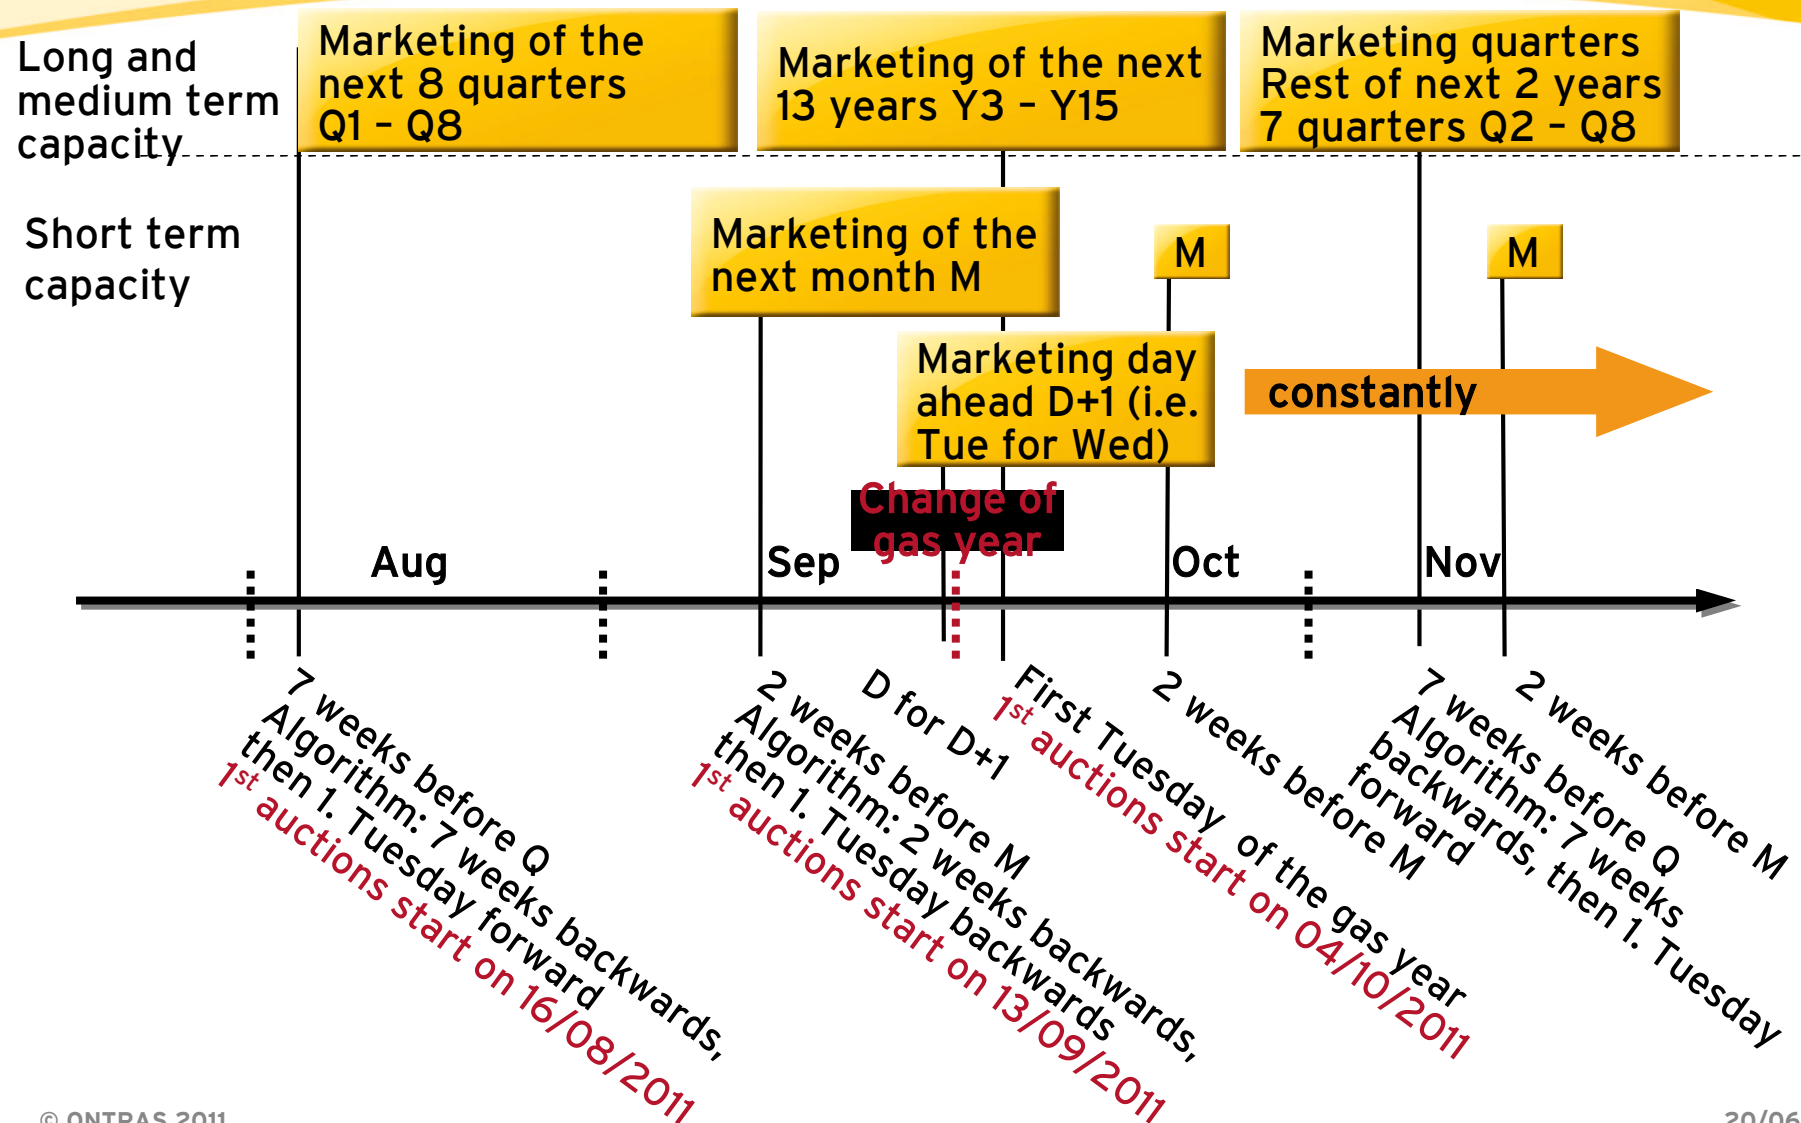 Long and
medium term
capacity
Marketing of the
next 8 quarters
Q1 – Q8
Marketing of the next
13 years Y3 – Y15
Marketing quarters
Rest of next 2 years
7 quarters Q2 – Q8
Short term
capacity
Marketing of the
next month M
M
M
Marketing day
ahead D+1 (i.e.
Tue for Wed)
constantly
Change of
gas year
Aug
Sep
Oct
Nov
7 weeks before Q
Algorithm: 7 weeks backwards,
then 1. Tuesday forward
1st auctions start on 16/08/2011
2 weeks before M
Algorithm: 2 weeks backwards,
then 1. Tuesday backwards
1st auctions start on 13/09/2011
D for D+1
First Tuesday of the gas year
1st auctions start on 04/10/2011
2 weeks before M
7 weeks before Q
Algorithm: 7 weeks
backwards, then 1. Tuesday
forward
2 weeks before M
© ONTRAS 2011
20/06